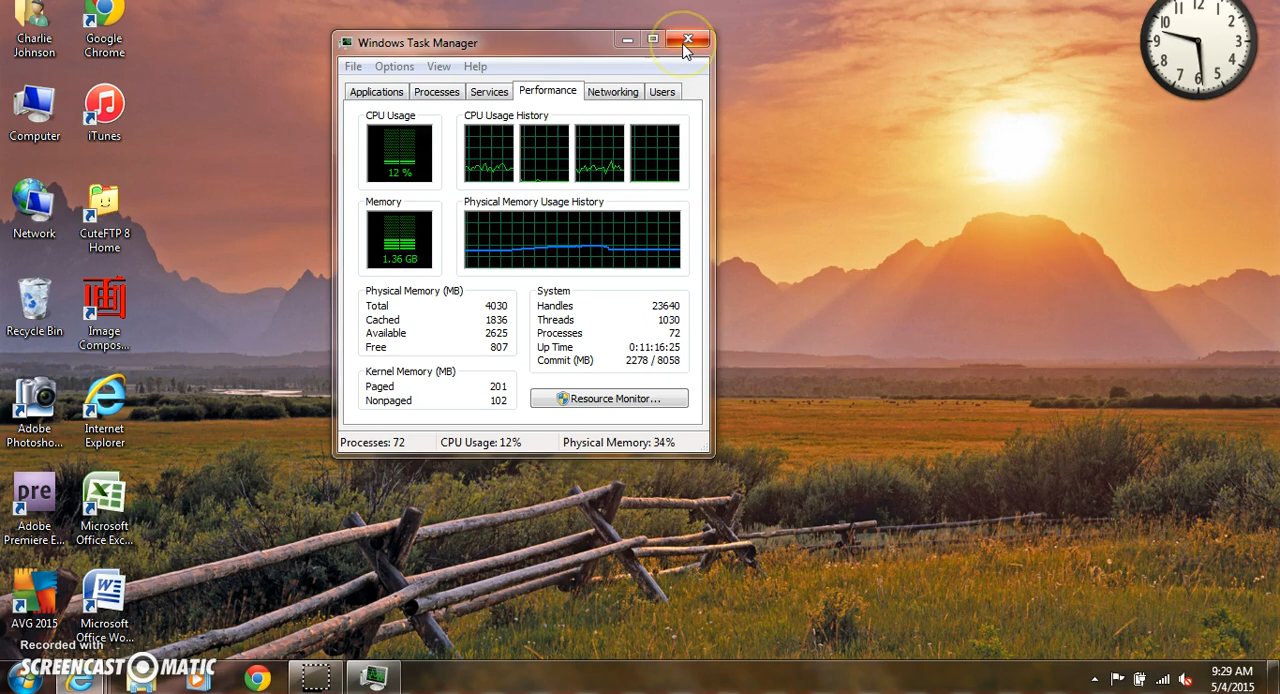 Charlie
Johnson
Google
Chrome
Computer
iTunes
Network
CuteFTP 8
Home
Recycle Bin
Image
Compos...
Adobe
Photosho...
Internet
Explorer
pre
Adobe
Premiere E...
Microsoft
Office Exc...
AVG 2015
Microsoft
Office Wo...
Windows Task Manager
File Options View Help
Applications Processes Services Performance Networking Users
CPU Usage
12 %
CPU Usage History
Memory
1.36 GB
Physical Memory Usage History
Physical Memory (MB)
Total 4030
Cached 1836
Available 2625
Free 807
System
Handles 23640
Threads 1030
Processes 72
Up Time 0:11:16:25
Commit (MB) 2278 / 8058
Kernel Memory (MB)
Paged 201
Nonpaged 102
Resource Monitor...
Processes: 72 CPU Usage: 12% Physical Memory: 34%
12
1
2
3
4
5
6
7
8
9
10
Recorded with
SCREENCAST MATIC
9:29 AM
5/4/2015